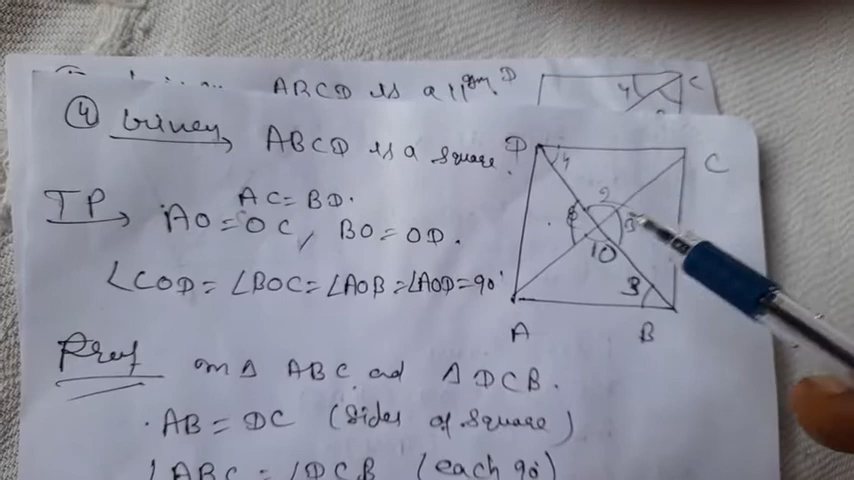 ABCD is a ||gm. D C
4
④ Given → ABCD is a square. D C
4
TP → AC = BD.
AO = OC, BO = OD.
9
8
10
∠COD = ∠BOC = ∠AOB = ∠AOD = 90°
3
A B
Proof In Δ ABC and Δ DCB.
AB = DC (Sides of square)
∠ABC = ∠DCB (each 90°)